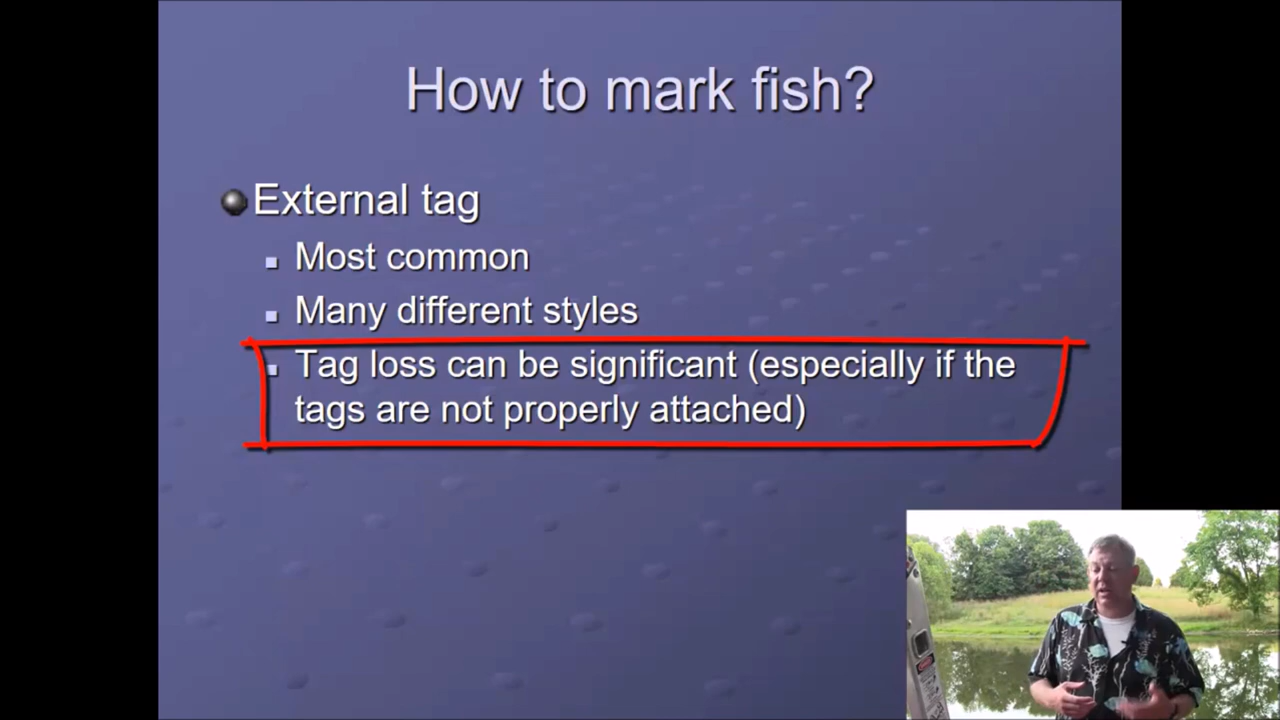 How to mark fish?
External tag
Most common
Many different styles
Tag loss can be significant (especially if the
tags are not properly attached)